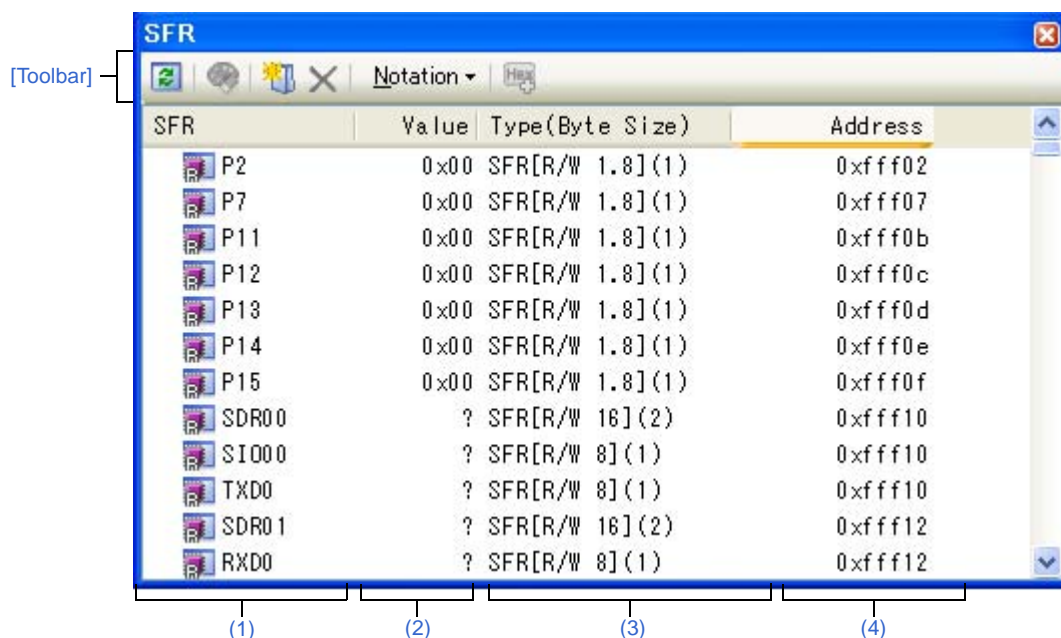 SFR
[Toolbar]
Notation
Hex
SFR Value Type(Byte Size) Address
P2 0x00 SFR[R/W 1.8](1) 0xfff02
P7 0x00 SFR[R/W 1.8](1) 0xfff07
P11 0x00 SFR[R/W 1.8](1) 0xfff0b
P12 0x00 SFR[R/W 1.8](1) 0xfff0c
P13 0x00 SFR[R/W 1.8](1) 0xfff0d
P14 0x00 SFR[R/W 1.8](1) 0xfff0e
P15 0x00 SFR[R/W 1.8](1) 0xfff0f
SDR00 ? SFR[R/W 16](2) 0xfff10
SIO00 ? SFR[R/W 8](1) 0xfff10
TXD0 ? SFR[R/W 8](1) 0xfff10
SDR01 ? SFR[R/W 16](2) 0xfff12
RXD0 ? SFR[R/W 8](1) 0xfff12
(1) (2) (3) (4)